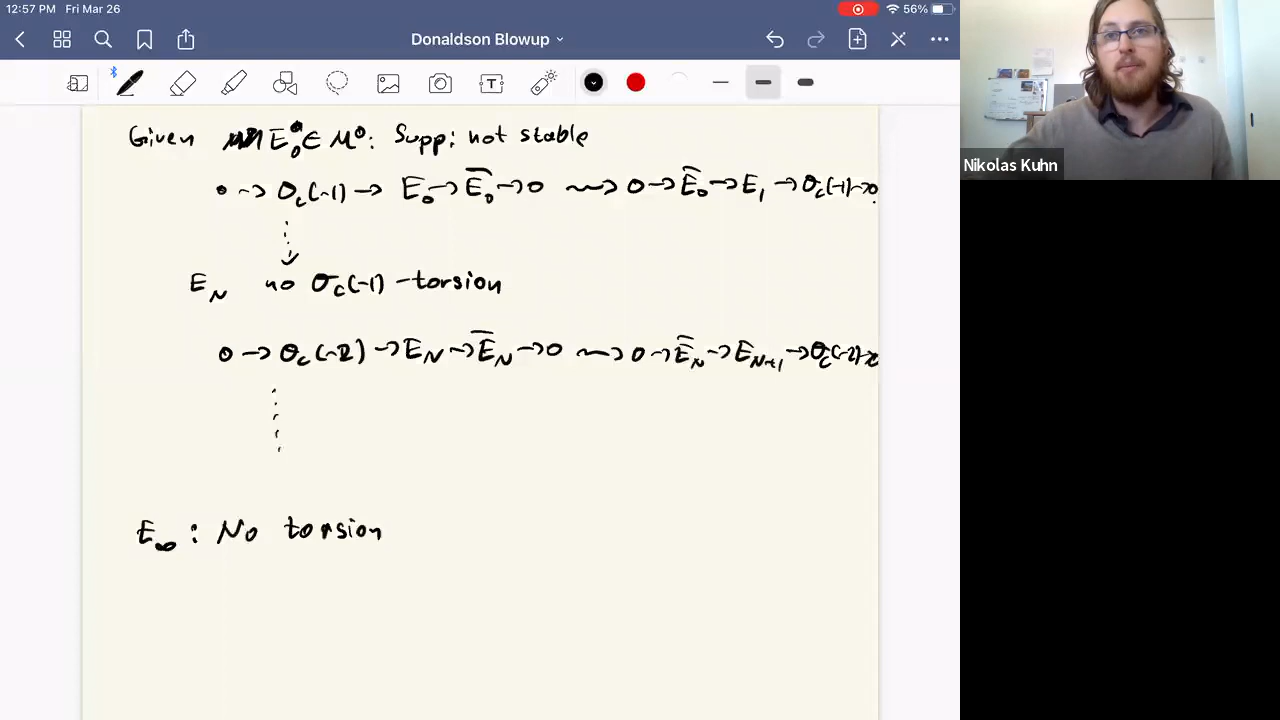 12:57 PM Fri Mar 26
56%
Donaldson Blowup
Given E₀ ∈ M⁰: Supp: not stable
0 → O_C(-1) → E₀ → Ē₀ → 0 ⇝ 0 → Ē₀ → E₁ → O_C(-1) → 0
E_N no O_C(-1)-torsion
0 → O_C(-2) → E_N → Ē_N → 0 ⇝ 0 → Ē_N → E_{N+1} → O_C(-2) → 0
E_∞ : No torsion
Nikolas Kuhn